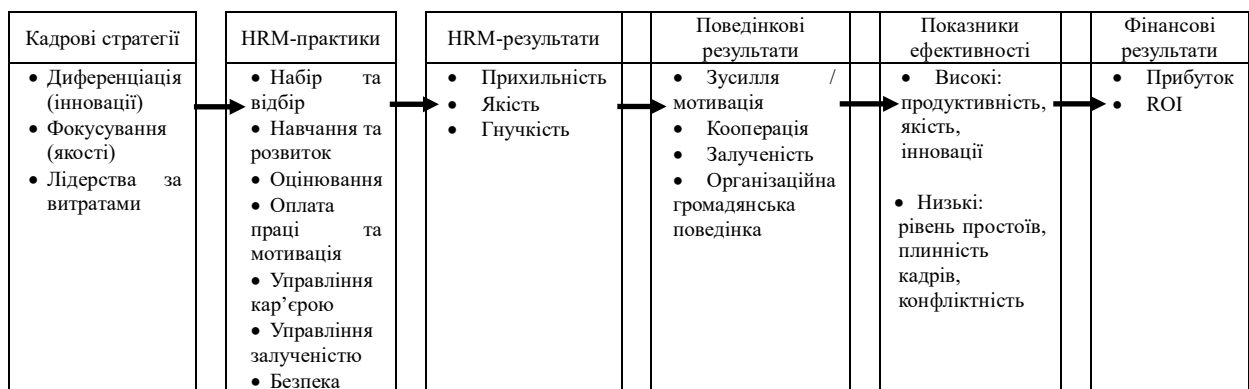 Кадрові стратегії
• Диференціація
(інновації)
• Фокусування
(якості)
• Лідерства за
витратами
HRM-практики
• Набір та
відбір
• Навчання та
розвиток
• Оцінювання
• Оплата
праці та
мотивація
• Управління
кар’єрою
• Управління
залученістю
• Безпека
HRM-результати
• Прихильність
• Якість
• Гнучкість
Поведінкові
результати
• Зусилля /
мотивація
• Кооперація
• Залученість
• Організаційна
громадянська
поведінка
Показники
ефективності
• Високі:
продуктивність,
якість,
інновації
• Низькі:
рівень простоїв,
плинність
кадрів,
конфліктність
Фінансові
результати
• Прибуток
• ROI